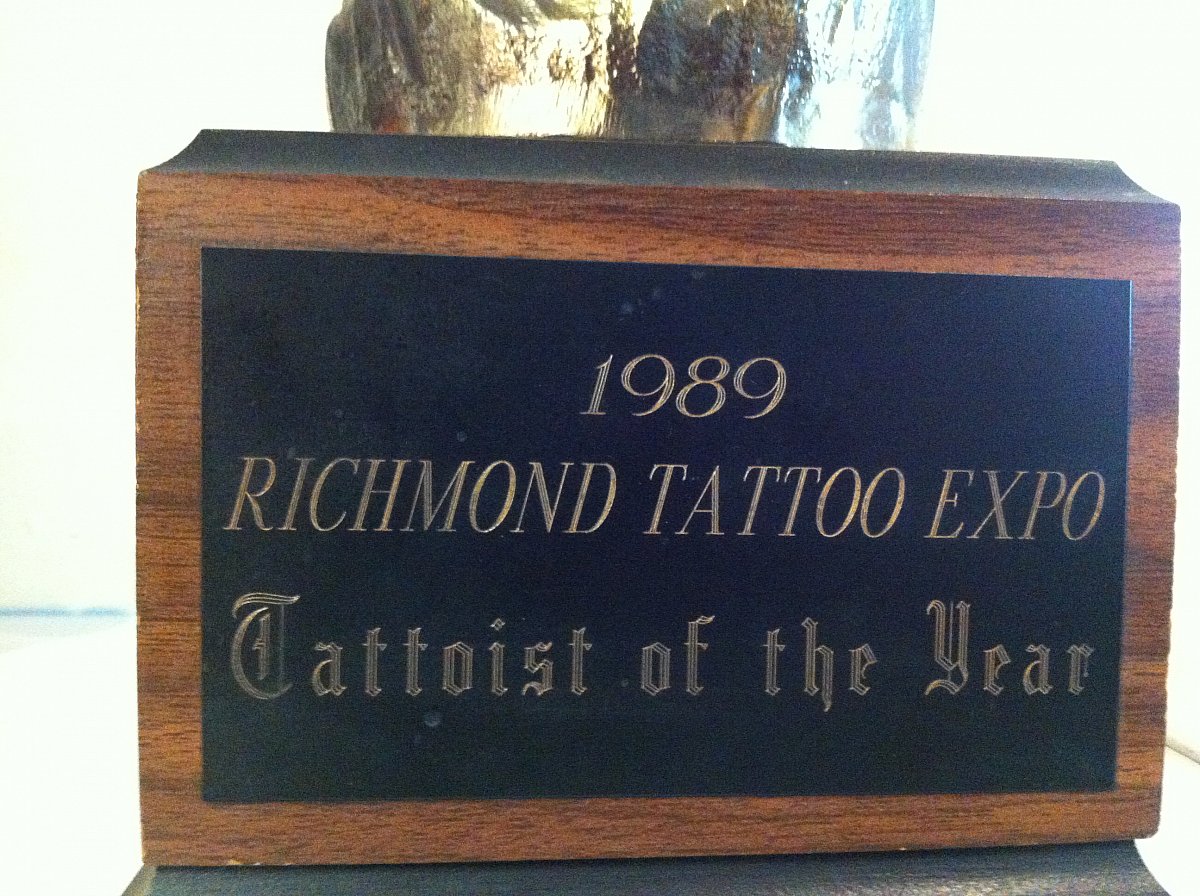 1989
RICHMOND TATTOO EXPO
Tattoist of the Year